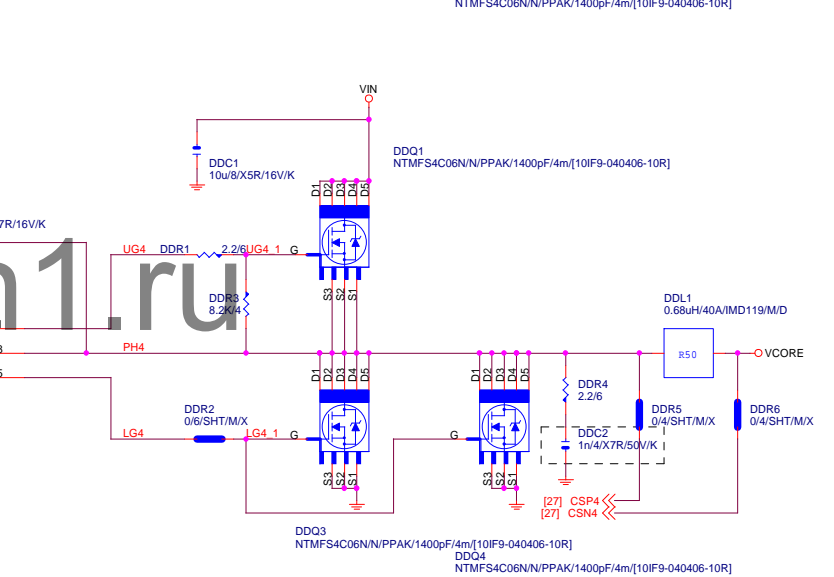 NTMFS4C06N/N/PPAK/1400pF/4m/[10IF9-040406-10R]
VIN
DDC1
10u/8/X5R/16V/K
DDQ1
NTMFS4C06N/N/PPAK/1400pF/4m/[10IF9-040406-10R]
D1 D2 D3 D4 D5
7R/16V/K
UG4 DDR1 2.2/6 UG4_1 G
n1.ru
DDR3
8.2K/4
S3 S2 S1
DDL1
0.68uH/40A/IMD119/M/D
3 PH4
R50
VCORE
5
D1 D2 D3 D4 D5
D1 D2 D3 D4 D5
DDR4
2.2/6
DDR2
0/6/SHT/M/X
DDR5
0/4/SHT/M/X
DDR6
0/4/SHT/M/X
LG4 LG4_1 G
G
DDC2
1n/4/X7R/50V/K
S3 S2 S1
S3 S2 S1
[27] CSP4
[27] CSN4
DDQ3
NTMFS4C06N/N/PPAK/1400pF/4m/[10IF9-040406-10R]
DDQ4
NTMFS4C06N/N/PPAK/1400pF/4m/[10IF9-040406-10R]